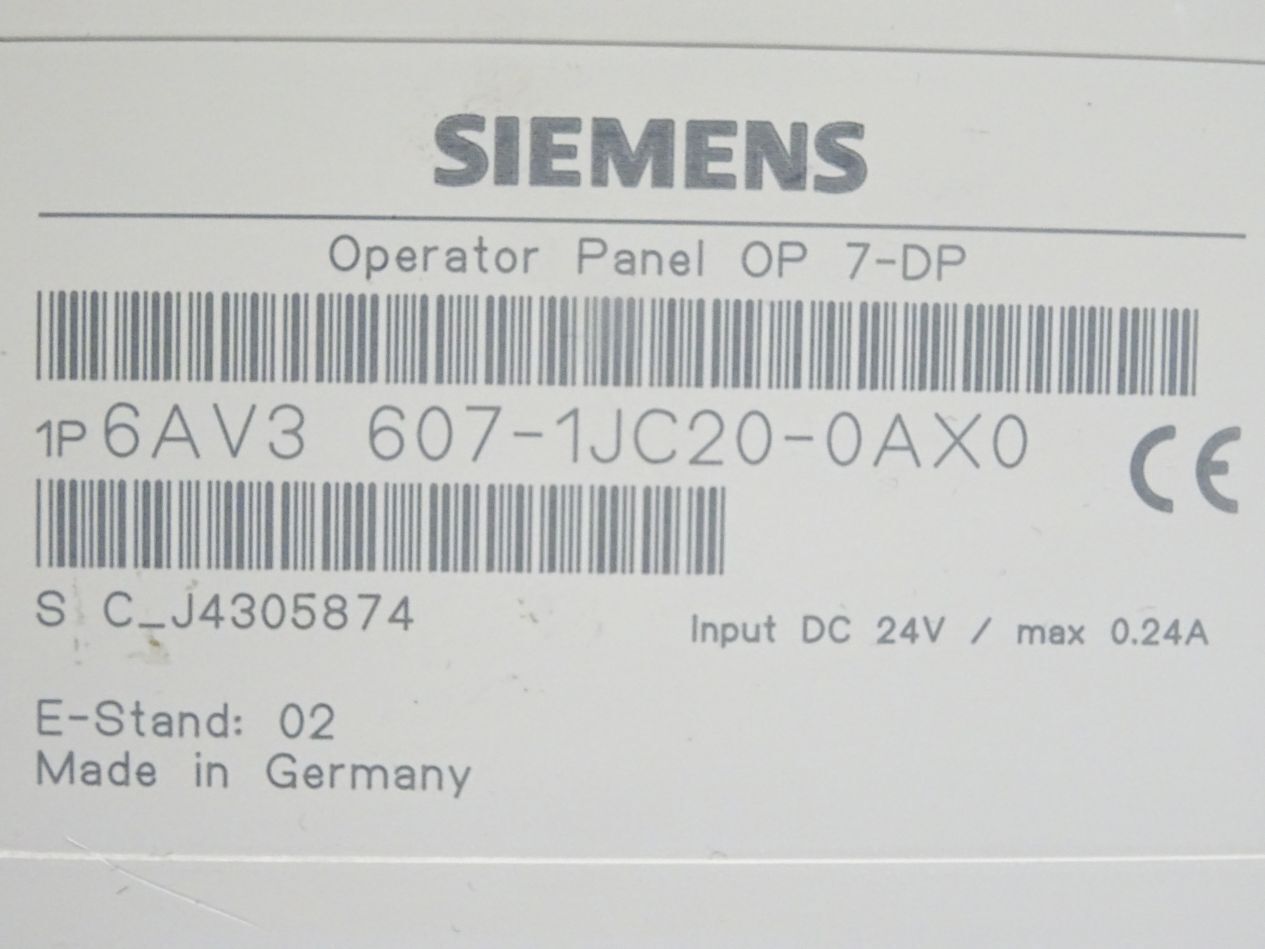 SIEMENS
Operator Panel OP 7-DP
1P 6AV3 607-1JC20-0AX0
CE
S C_J4305874
Input DC 24V / max 0.24A
E-Stand: 02
Made in Germany